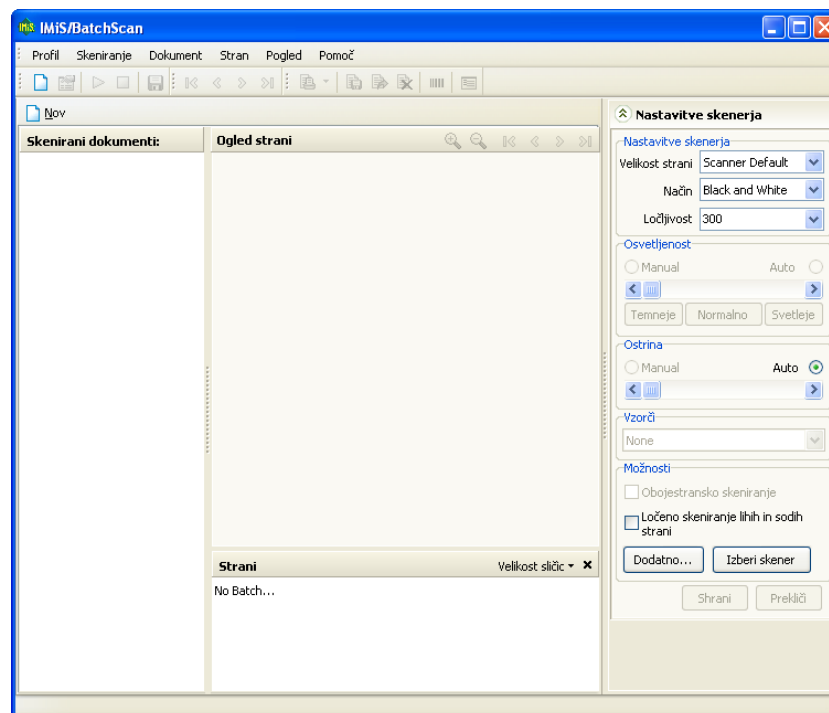 IMiS/BatchScan
Profil Skeniranje Dokument Stran Pogled Pomoč
Nov
Skenirani dokumenti:
Ogled strani
Strani
Velikost sličic
No Batch...
Nastavitve skenerja
Nastavitve skenerja
Velikost strani Scanner Default
Način Black and White
Ločljivost 300
Osvetljenost
Manual Auto
Temneje Normalno Svetleje
Ostrina
Manual Auto
Vzorči
None
Možnosti
Obojestransko skeniranje
Ločeno skeniranje lihih in sodih
strani
Dodatno... Izberi skener
Shrani Prekliči